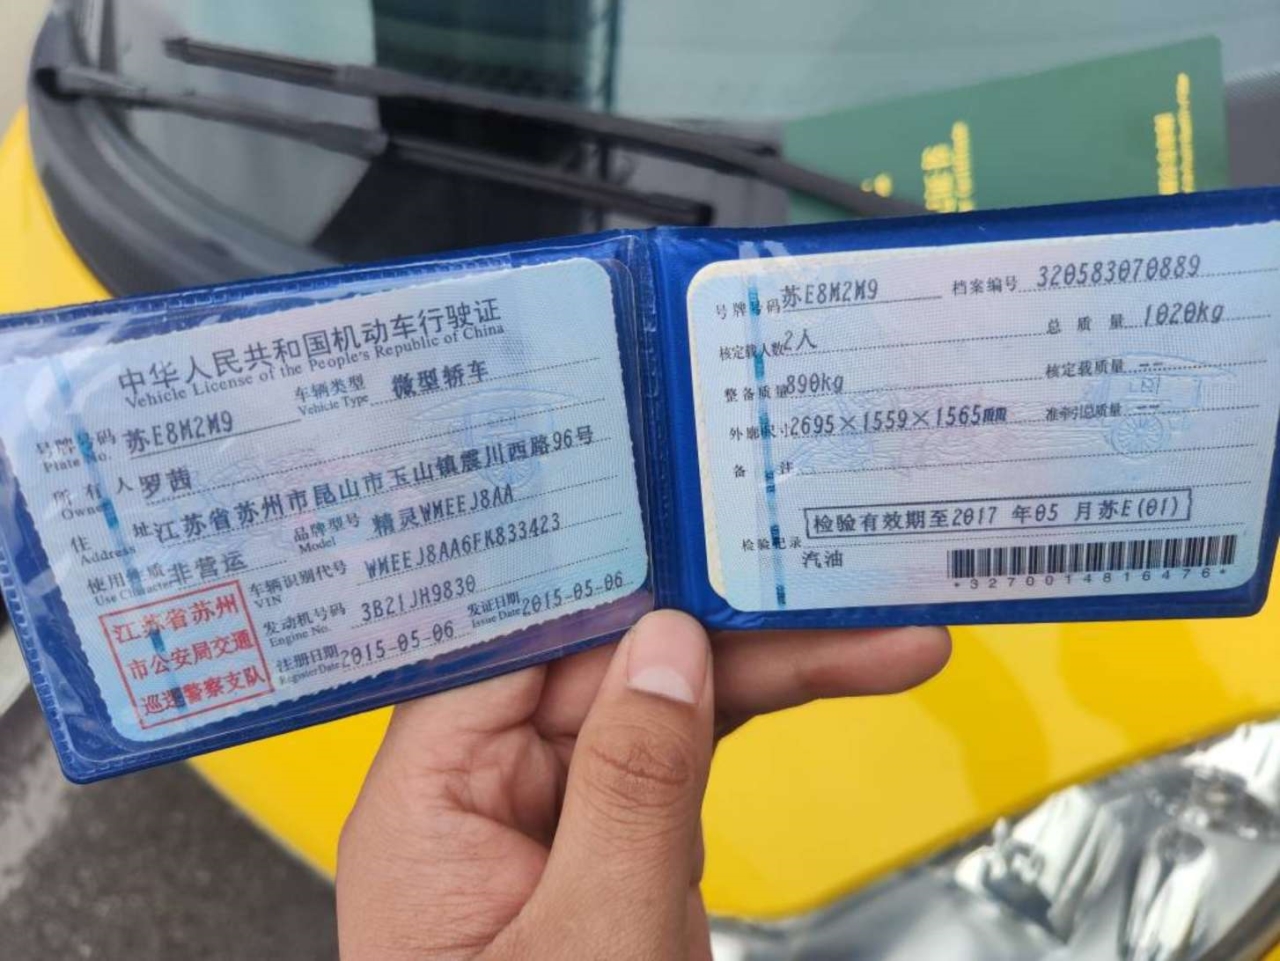 中华人民共和国机动车行驶证
Vehicle License of the People's Republic of China
号牌号码 苏E8M2M9 车辆类型 微型轿车
Plate No. Vehicle Type
所有人 罗茜
Owner
住址 江苏省苏州市昆山市玉山镇震川西路96号
Address
使用性质 非营运 品牌型号 精灵WMEEJ8AA
Use Character Model
车辆识别代号 WMEEJ8AA6FK833423
VIN
发动机号码 3B21JH9830
Engine No.
注册日期 2015-05-06 发证日期 2015-05-06
Register Date Issue Date
江苏省苏州
市公安局交通
巡逻警察支队
号牌号码 苏E8M2M9 档案编号 320583070889
核定载人数 2人 总质量 1020kg
整备质量 890kg 核定载质量 --
外廓尺寸 2695×1559×1565mm 准牵引总质量 --
备注
检验有效期至2017 年05 月苏E(01)
检验记录
汽油
*3270014816476*